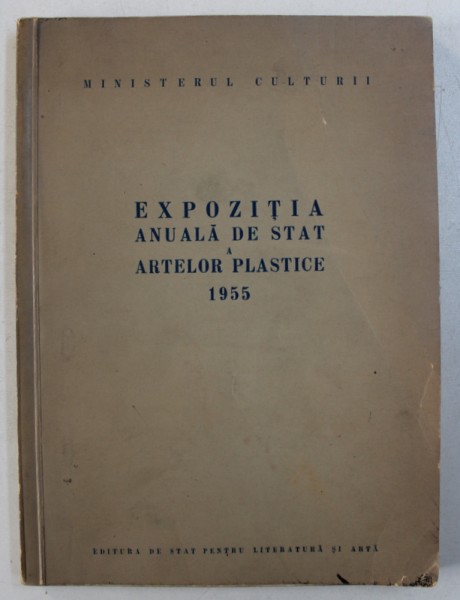 MINISTERUL CULTURII
EXPOZIȚIA
ANUALĂ DE STAT
A
ARTELOR PLASTICE
1955
EDITURA DE STAT PENTRU LITERATURĂ ȘI ARTĂ